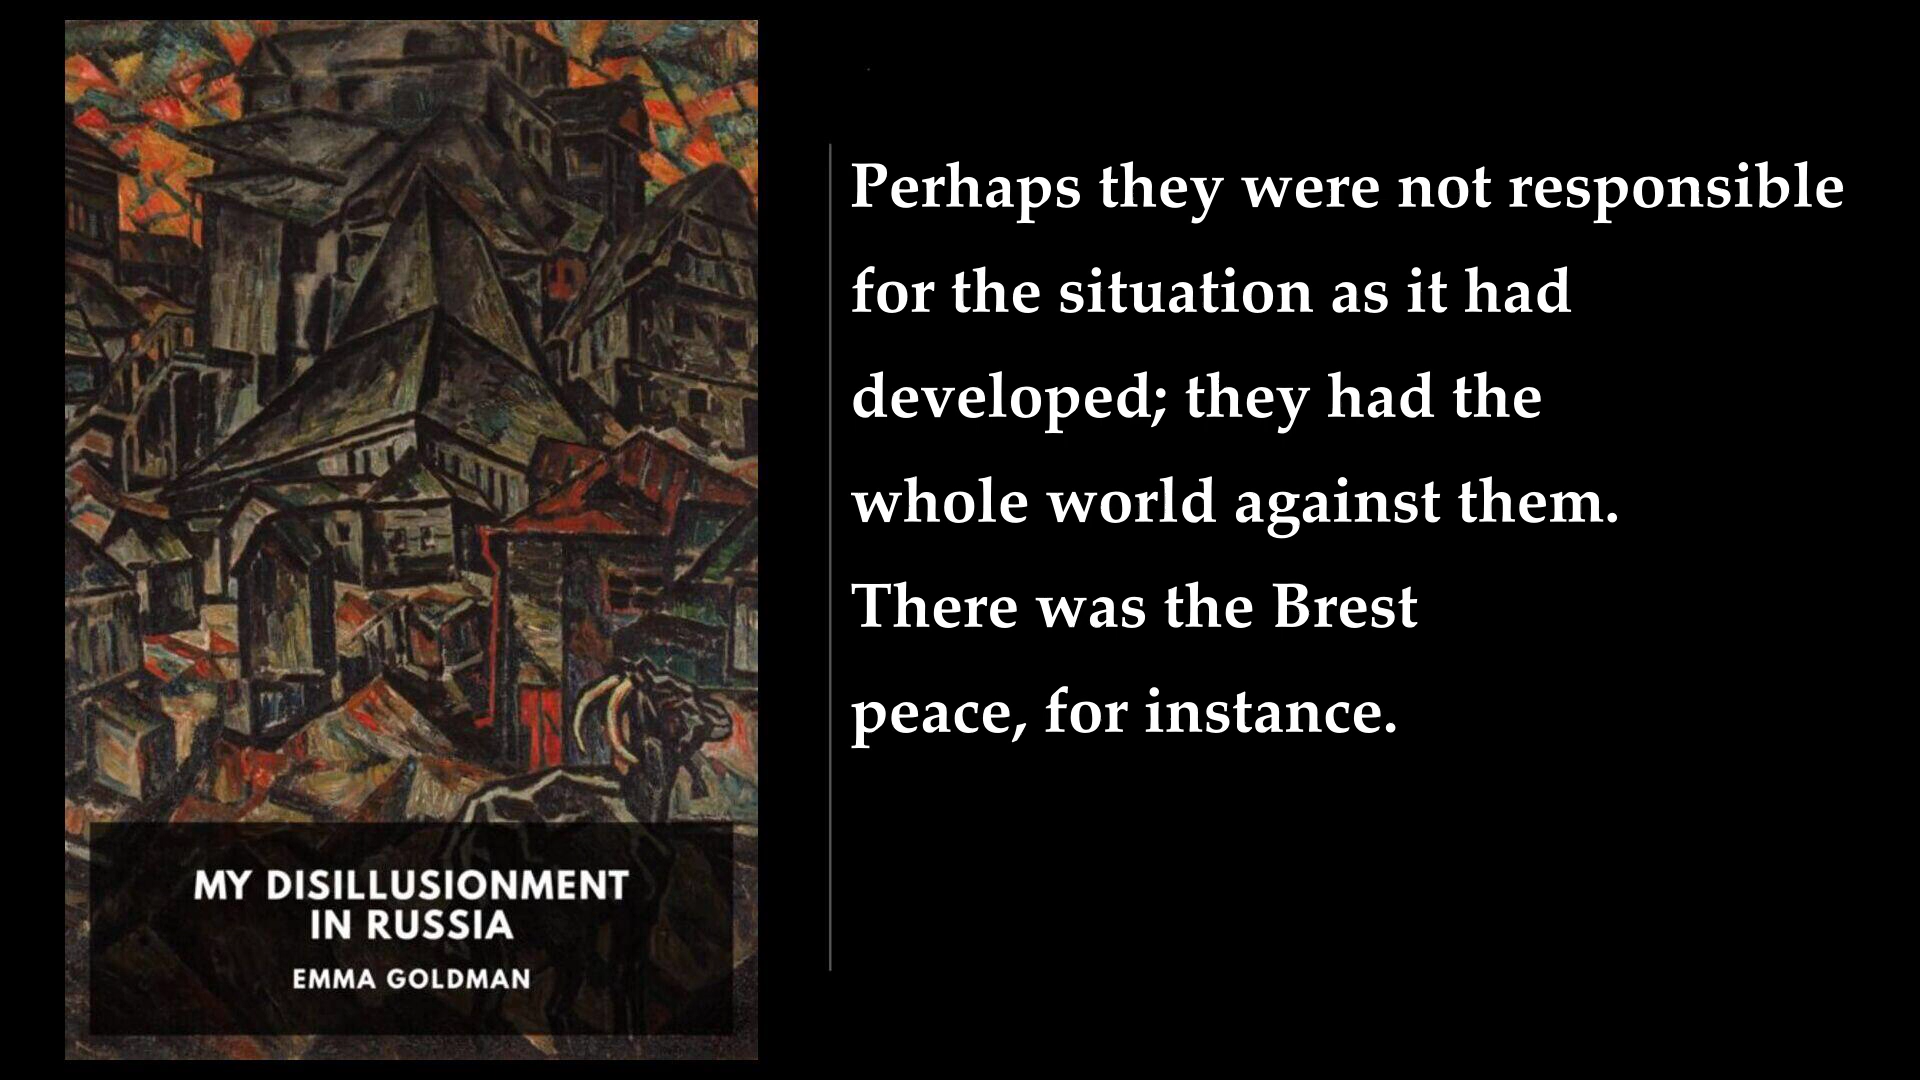 Perhaps they were not responsible
for the situation as it had
developed; they had the
whole world against them.
There was the Brest
peace, for instance.
MY DISILLUSIONMENT
IN RUSSIA
EMMA GOLDMAN